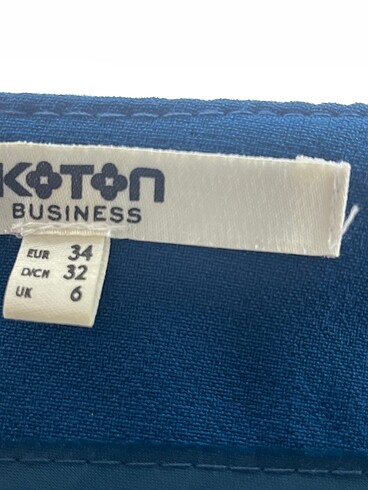 KOTON
BUSINESS
EUR 34
D/CH 32
UK 6